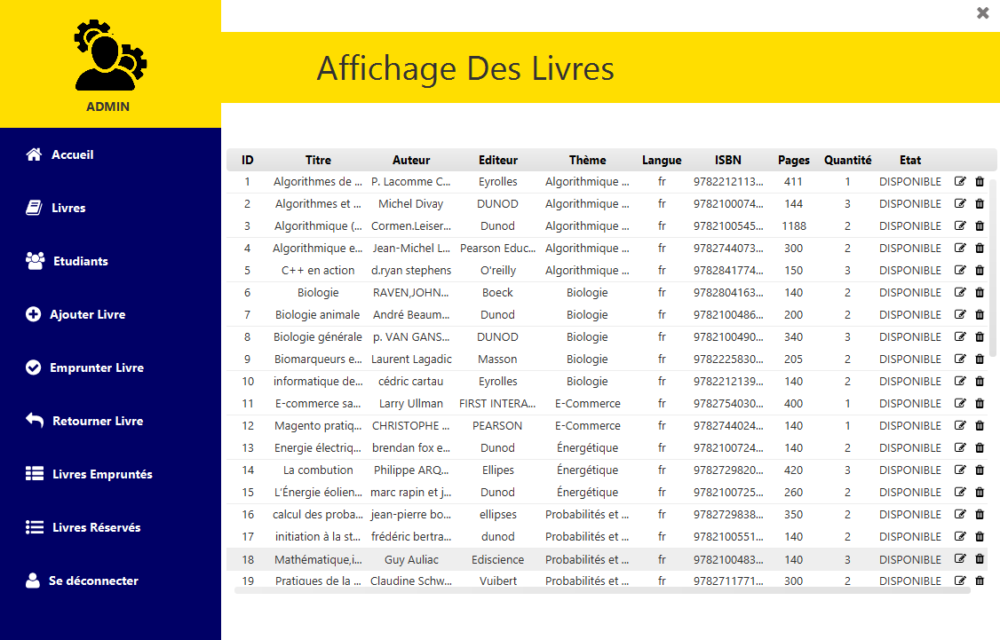 ADMIN
Accueil
Livres
Etudiants
Ajouter Livre
Emprunter Livre
Retourner Livre
Livres Empruntés
Livres Réservés
Se déconnecter
Affichage Des Livres
ID Titre Auteur Editeur Thème Langue ISBN Pages Quantité Etat
1 Algorithmes de ... P. Lacomme C... Eyrolles Algorithmique ... fr 9782212113... 411 1 DISPONIBLE
2 Algorithmes et ... Michel Divay DUNOD Algorithmique ... fr 9782100074... 144 3 DISPONIBLE
3 Algorithmique (... Cormen.Leiser... Dunod Algorithmique ... fr 9782100545... 1188 2 DISPONIBLE
4 Algorithmique e... Jean-Michel L... Pearson Educ... Algorithmique ... fr 9782744073... 300 2 DISPONIBLE
5 C++ en action d.ryan stephens O'reilly Algorithmique ... fr 9782841774... 150 3 DISPONIBLE
6 Biologie RAVEN,JOHN... Boeck Biologie fr 9782804163... 140 2 DISPONIBLE
7 Biologie animale André Beaum... Dunod Biologie fr 9782100486... 200 2 DISPONIBLE
8 Biologie générale p. VAN GANS... DUNOD Biologie fr 9782100490... 340 3 DISPONIBLE
9 Biomarqueurs e... Laurent Lagadic Masson Biologie fr 9782225830... 205 2 DISPONIBLE
10 informatique de... cédric cartau Eyrolles Biologie fr 9782212139... 140 2 DISPONIBLE
11 E-commerce sa... Larry Ullman FIRST INTERA... E-Commerce fr 9782754030... 400 1 DISPONIBLE
12 Magento pratiq... CHRISTOPHE ... PEARSON E-Commerce fr 9782744024... 140 1 DISPONIBLE
13 Energie électriq... brendan fox e... Dunod Énergétique fr 9782100724... 140 2 DISPONIBLE
14 La combution Philippe ARQ... Ellipes Énergétique fr 9782729820... 420 3 DISPONIBLE
15 L'Énergie éolien... marc rapin et j... Dunod Énergétique fr 9782100725... 260 2 DISPONIBLE
16 calcul des proba... jean-pierre bo... ellipses Probabilités et ... fr 9782729838... 350 2 DISPONIBLE
17 initiation à la st... frédéric bertra... dunod Probabilités et ... fr 9782100551... 140 2 DISPONIBLE
18 Mathématique,i... Guy Auliac Ediscience Probabilités et ... fr 9782100483... 140 3 DISPONIBLE
19 Pratiques de la ... Claudine Schw... Vuibert Probabilités et ... fr 9782711771... 300 2 DISPONIBLE